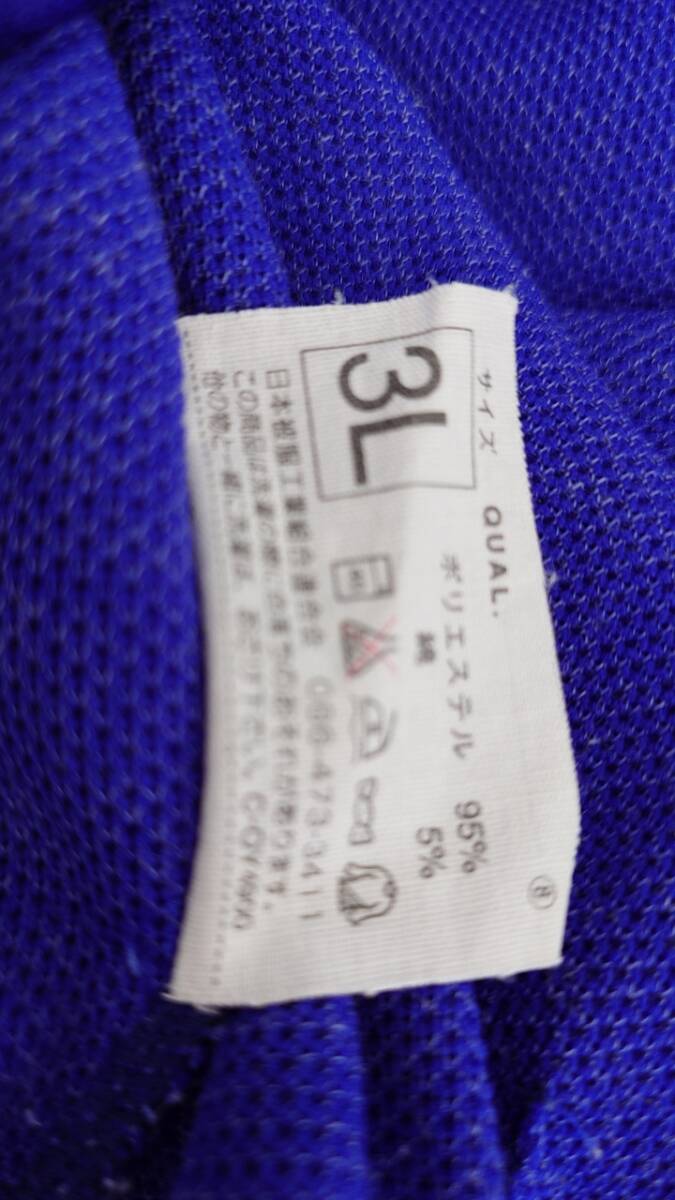 サイズ QUAL.
3L
ポリエステル 95%
綿 5%
8
日本被服工業組合連合会 086-473-3411
この商品は洗濯の際に色落ちのおそれがあります。
他の物と一緒に洗濯は、おさけ下さい。